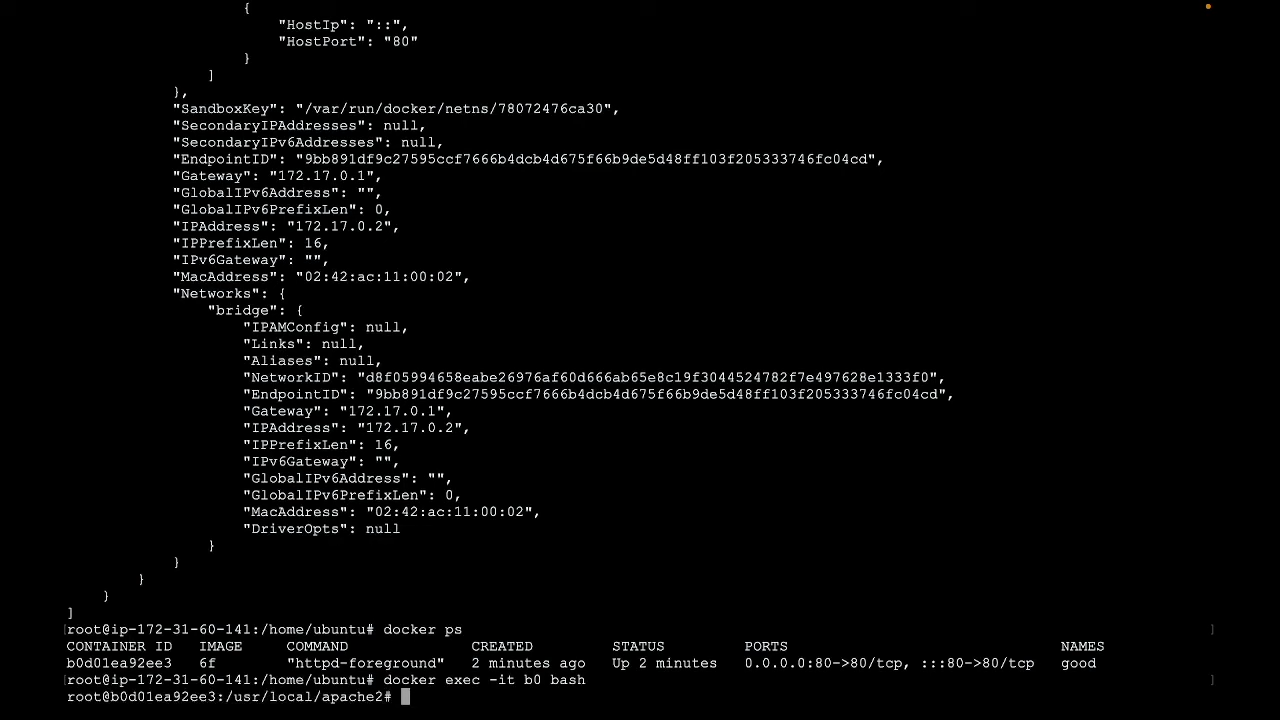 {
"HostIp": "::",
"HostPort": "80"
}
]
},
"SandboxKey": "/var/run/docker/netns/78072476ca30",
"SecondaryIPAddresses": null,
"SecondaryIPv6Addresses": null,
"EndpointID": "9bb891df9c27595ccf7666b4dcb4d675f66b9de5d48ff103f205333746fc04cd",
"Gateway": "172.17.0.1",
"GlobalIPv6Address": "",
"GlobalIPv6PrefixLen": 0,
"IPAddress": "172.17.0.2",
"IPPrefixLen": 16,
"IPv6Gateway": "",
"MacAddress": "02:42:ac:11:00:02",
"Networks": {
"bridge": {
"IPAMConfig": null,
"Links": null,
"Aliases": null,
"NetworkID": "d8f05994658eabe26976af60d666ab65e8c19f3044524782f7e497628e1333f0",
"EndpointID": "9bb891df9c27595ccf7666b4dcb4d675f66b9de5d48ff103f205333746fc04cd",
"Gateway": "172.17.0.1",
"IPAddress": "172.17.0.2",
"IPPrefixLen": 16,
"IPv6Gateway": "",
"GlobalIPv6Address": "",
"GlobalIPv6PrefixLen": 0,
"MacAddress": "02:42:ac:11:00:02",
"DriverOpts": null
}
}
}
}
]
[root@ip-172-31-60-141:/home/ubuntu# docker ps ]
CONTAINER ID IMAGE COMMAND CREATED STATUS PORTS NAMES
b0d01ea92ee3 6f "httpd-foreground" 2 minutes ago Up 2 minutes 0.0.0.0:80->80/tcp, :::80->80/tcp good
[root@ip-172-31-60-141:/home/ubuntu# docker exec -it b0 bash ]
root@b0d01ea92ee3:/usr/local/apache2#